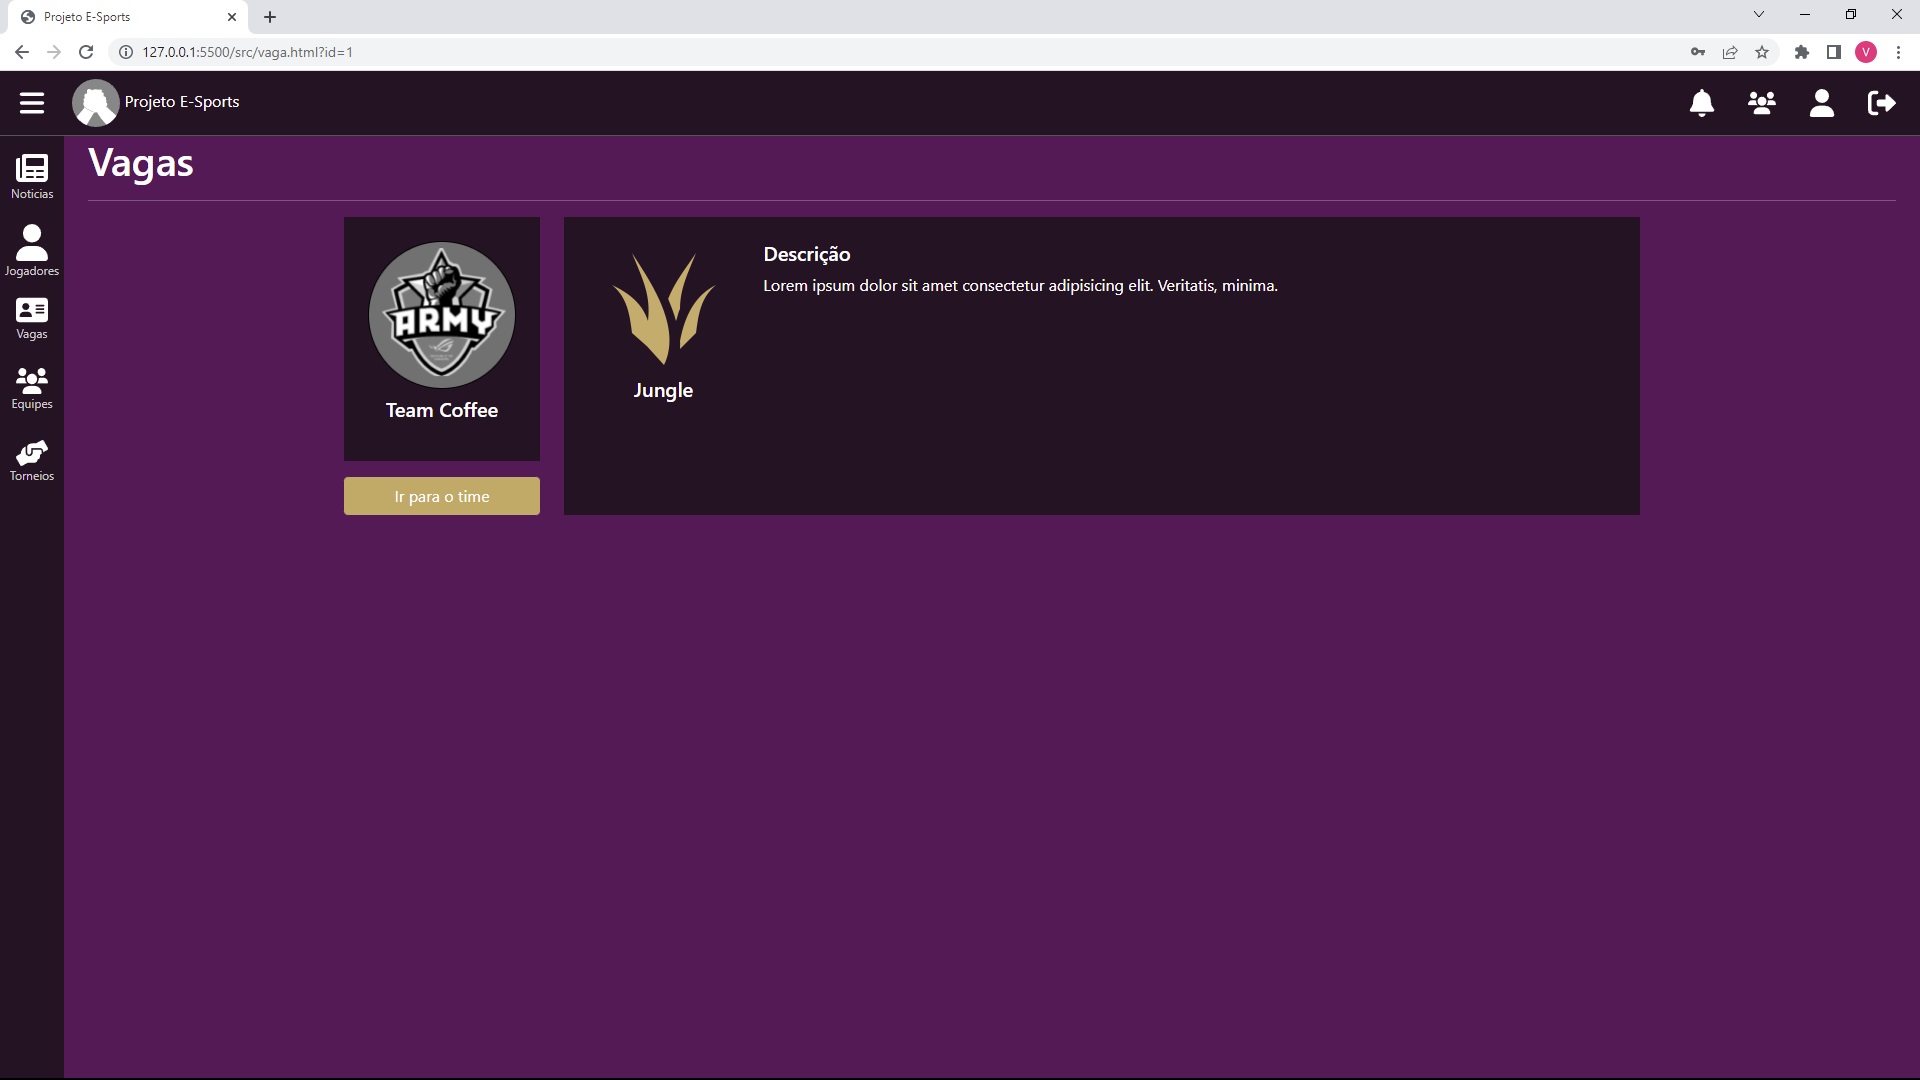 Projeto E-Sports
127.0.0.1:5500/src/vaga.html?id=1
V
Projeto E-Sports
Noticias
Jogadores
Vagas
Equipes
Torneios
Vagas
ARMY
Team Coffee
Ir para o time
Jungle
Descrição
Lorem ipsum dolor sit amet consectetur adipisicing elit. Veritatis, minima.